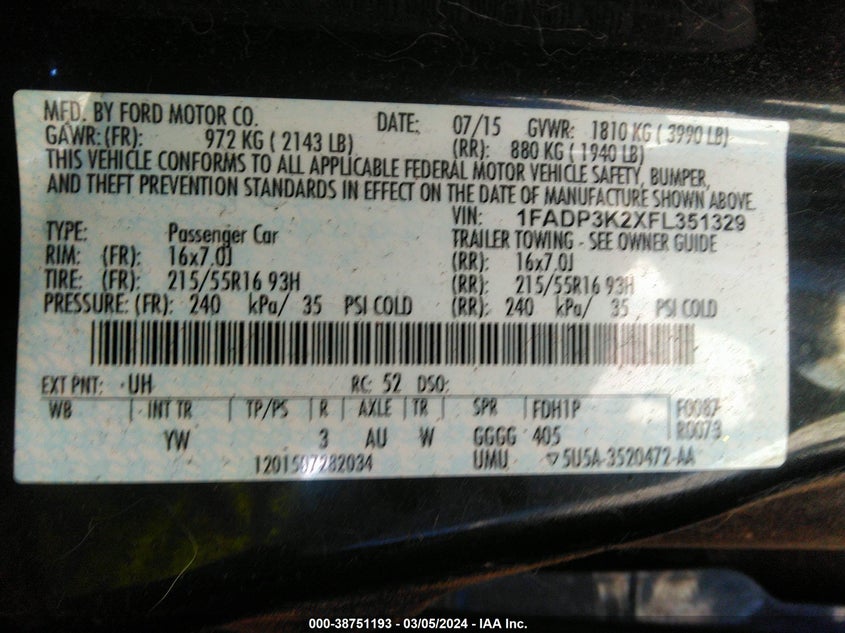 MFD. BY FORD MOTOR CO. DATE: 07/15 GVWR: 1810 KG ( 3990 LB)
GAWR: (FR): 972 KG ( 2143 LB) (RR): 880 KG ( 1940 LB)
THIS VEHICLE CONFORMS TO ALL APPLICABLE FEDERAL MOTOR VEHICLE SAFETY, BUMPER,
AND THEFT PREVENTION STANDARDS IN EFFECT ON THE DATE OF MANUFACTURE SHOWN ABOVE.
VIN: 1FADP3K2XFL351329
TYPE: Passenger Car TRAILER TOWING - SEE OWNER GUIDE
RIM: (FR): 16x7.0J (RR): 16x7.0J
TIRE: (FR): 215/55R16 93H (RR): 215/55R16 93H
PRESSURE: (FR): 240 kPa/ 35 PSI COLD (RR): 240 kPa/ 35 PSI COLD
EXT PNT: UH RC: 52 DSO:
WB INT TR TP/PS R AXLE TR SPR FDH1P F0087
YW 3 AU W GGGG 405 R0073
1201507282034 UMU 5U5A-3520472-AA
000-38751193 - 03/05/2024 - IAA Inc.